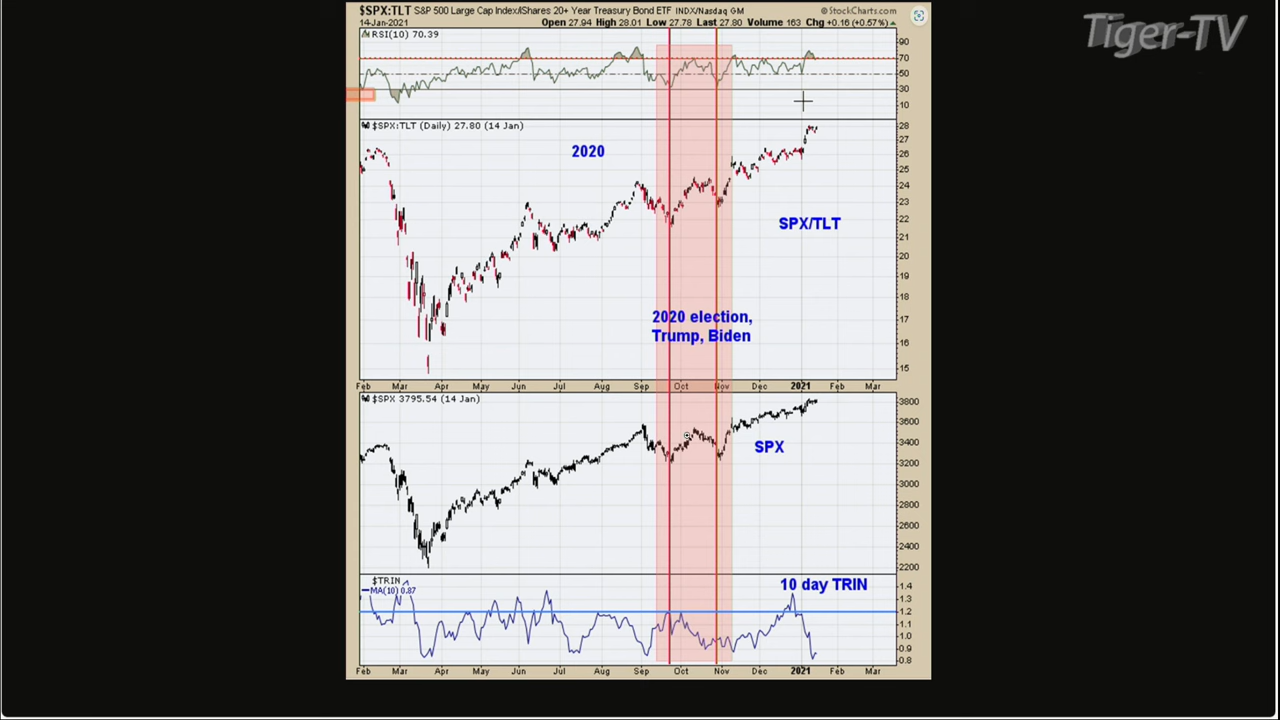 Tiger-TV
$SPX:TLT S&P 500 Large Cap Index/iShares 20+ Year Treasury Bond ETF INDX/Nasdaq GM
© StockCharts.com
14-Jan-2021
Open 27.94 High 28.01 Low 27.78 Last 27.80 Volume 163 Chg +0.16 (+0.57%)
RSI(10) 70.39
90
70
50
30
10
$SPX:TLT (Daily) 27.80 (14 Jan)
2020
SPX/TLT
2020 election,
Trump, Biden
28
27
26
25
24
23
22
21
20
19
18
17
16
15
Feb Mar Apr May Jun Jul Aug Sep Oct Nov Dec 2021 Feb Mar
$SPX 3795.54 (14 Jan)
SPX
3800
3600
3400
3200
3000
2800
2600
2400
2200
$TRIN
MA(10) 0.87
10 day TRIN
1.4
1.3
1.2
1.1
1.0
0.9
0.8
Feb Mar Apr May Jun Jul Aug Sep Oct Nov Dec 2021 Feb Mar